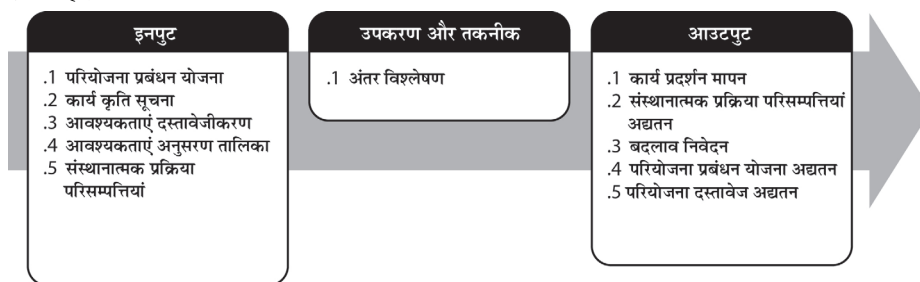 इनपुट
.1 परियोजना प्रबंधन योजना
.2 कार्य कृति सूचना
.3 आवश्यकताएं दस्तावेजीकरण
.4 आवश्यकताएं अनुसरण तालिका
.5 संस्थानात्मक प्रक्रिया
परिसम्पत्तियां
उपकरण और तकनीक
.1 अंतर विश्लेषण
आउटपुट
.1 कार्य प्रदर्शन मापन
.2 संस्थानात्मक प्रक्रिया परिसम्पत्तियां
अद्यतन
.3 बदलाव निवेदन
.4 परियोजना प्रबंधन योजना अद्यतन
.5 परियोजना दस्तावेज अद्यतन